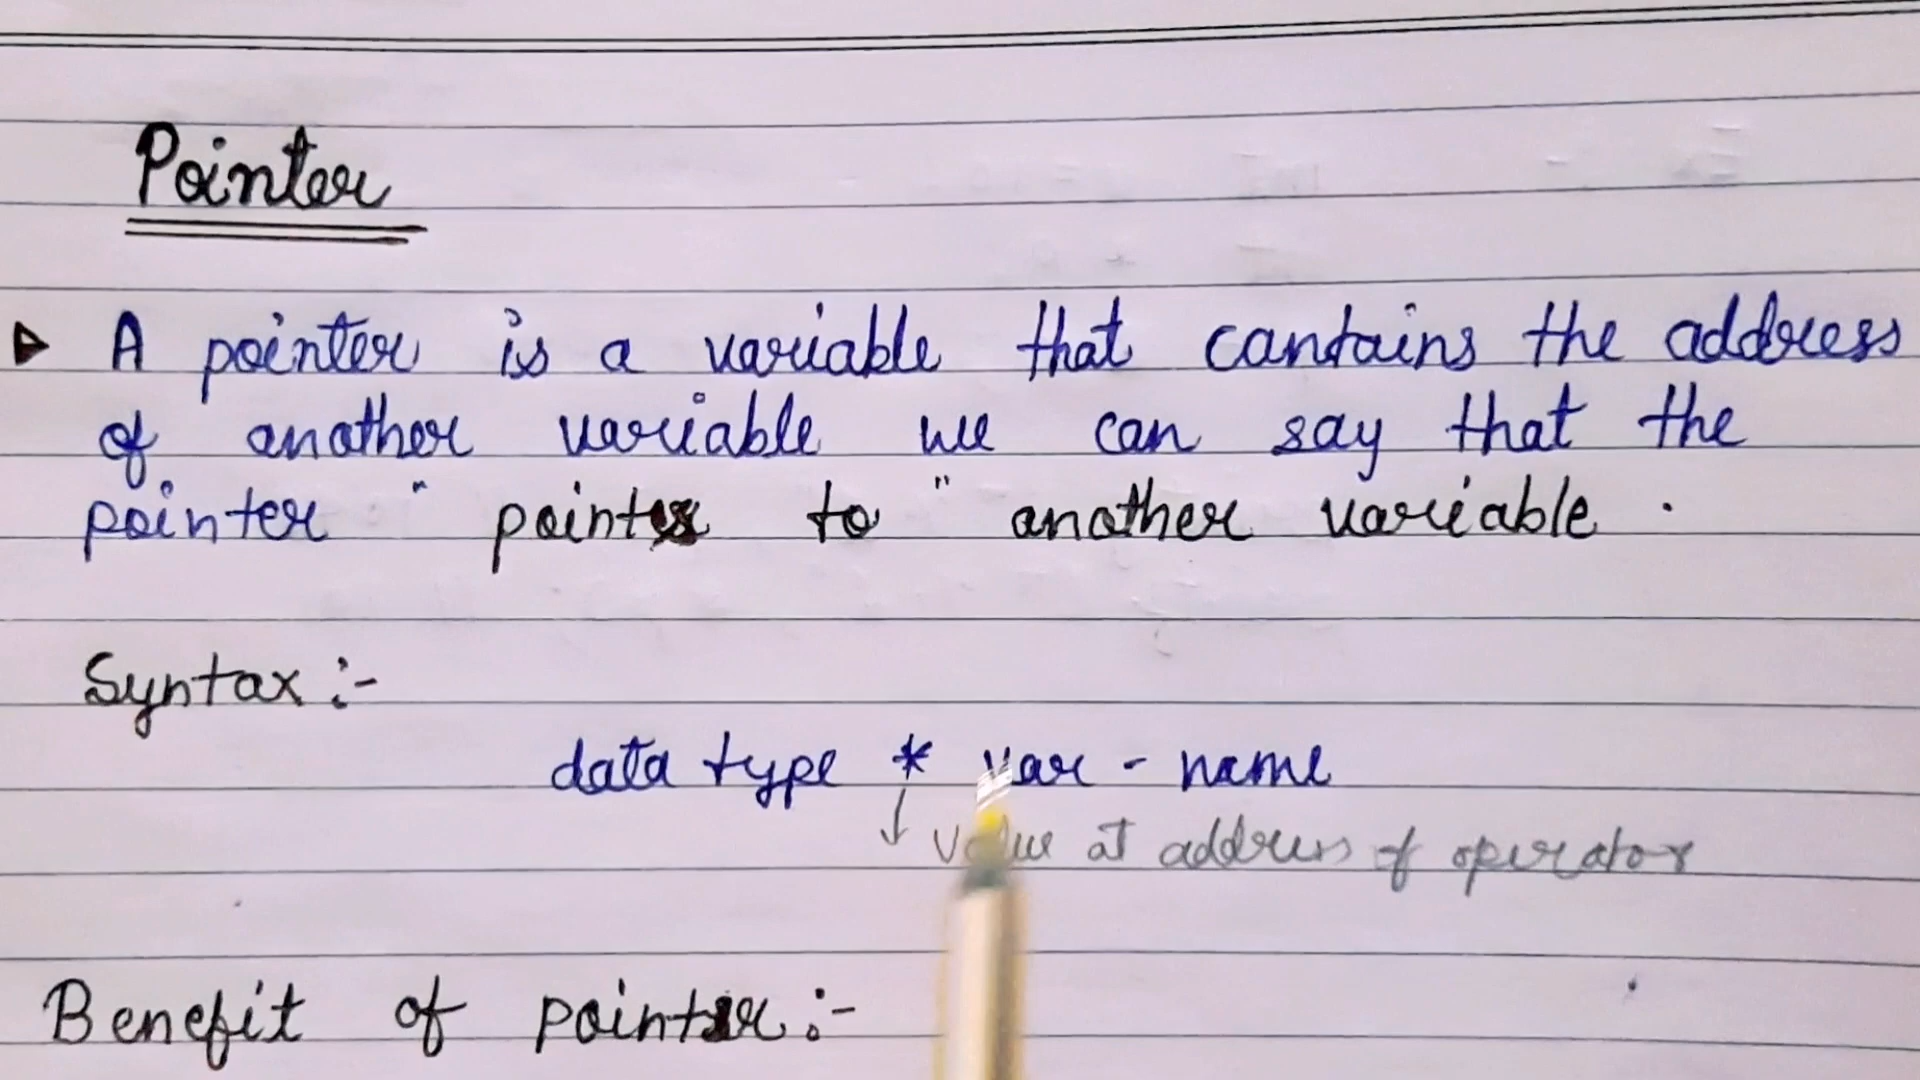 Pointer
A pointer is a variable that contains the address
of another variable we can say that the
pointer " points to " another variable .
Syntax :-
data type * var - name
↓ value at address of operator
Benefit of pointer :-